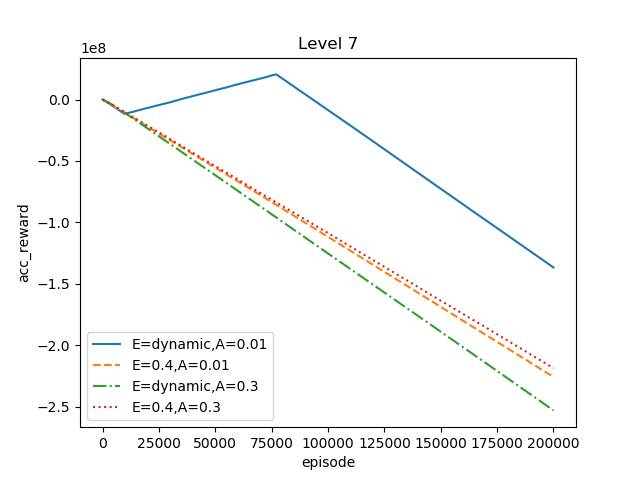 Level 7
1e8
0.0
−0.5
−1.0
−1.5
−2.0
−2.5
acc_reward
E=dynamic,A=0.01
E=0.4,A=0.01
E=dynamic,A=0.3
E=0.4,A=0.3
0 25000 50000 75000 100000 125000 150000 175000 200000
episode